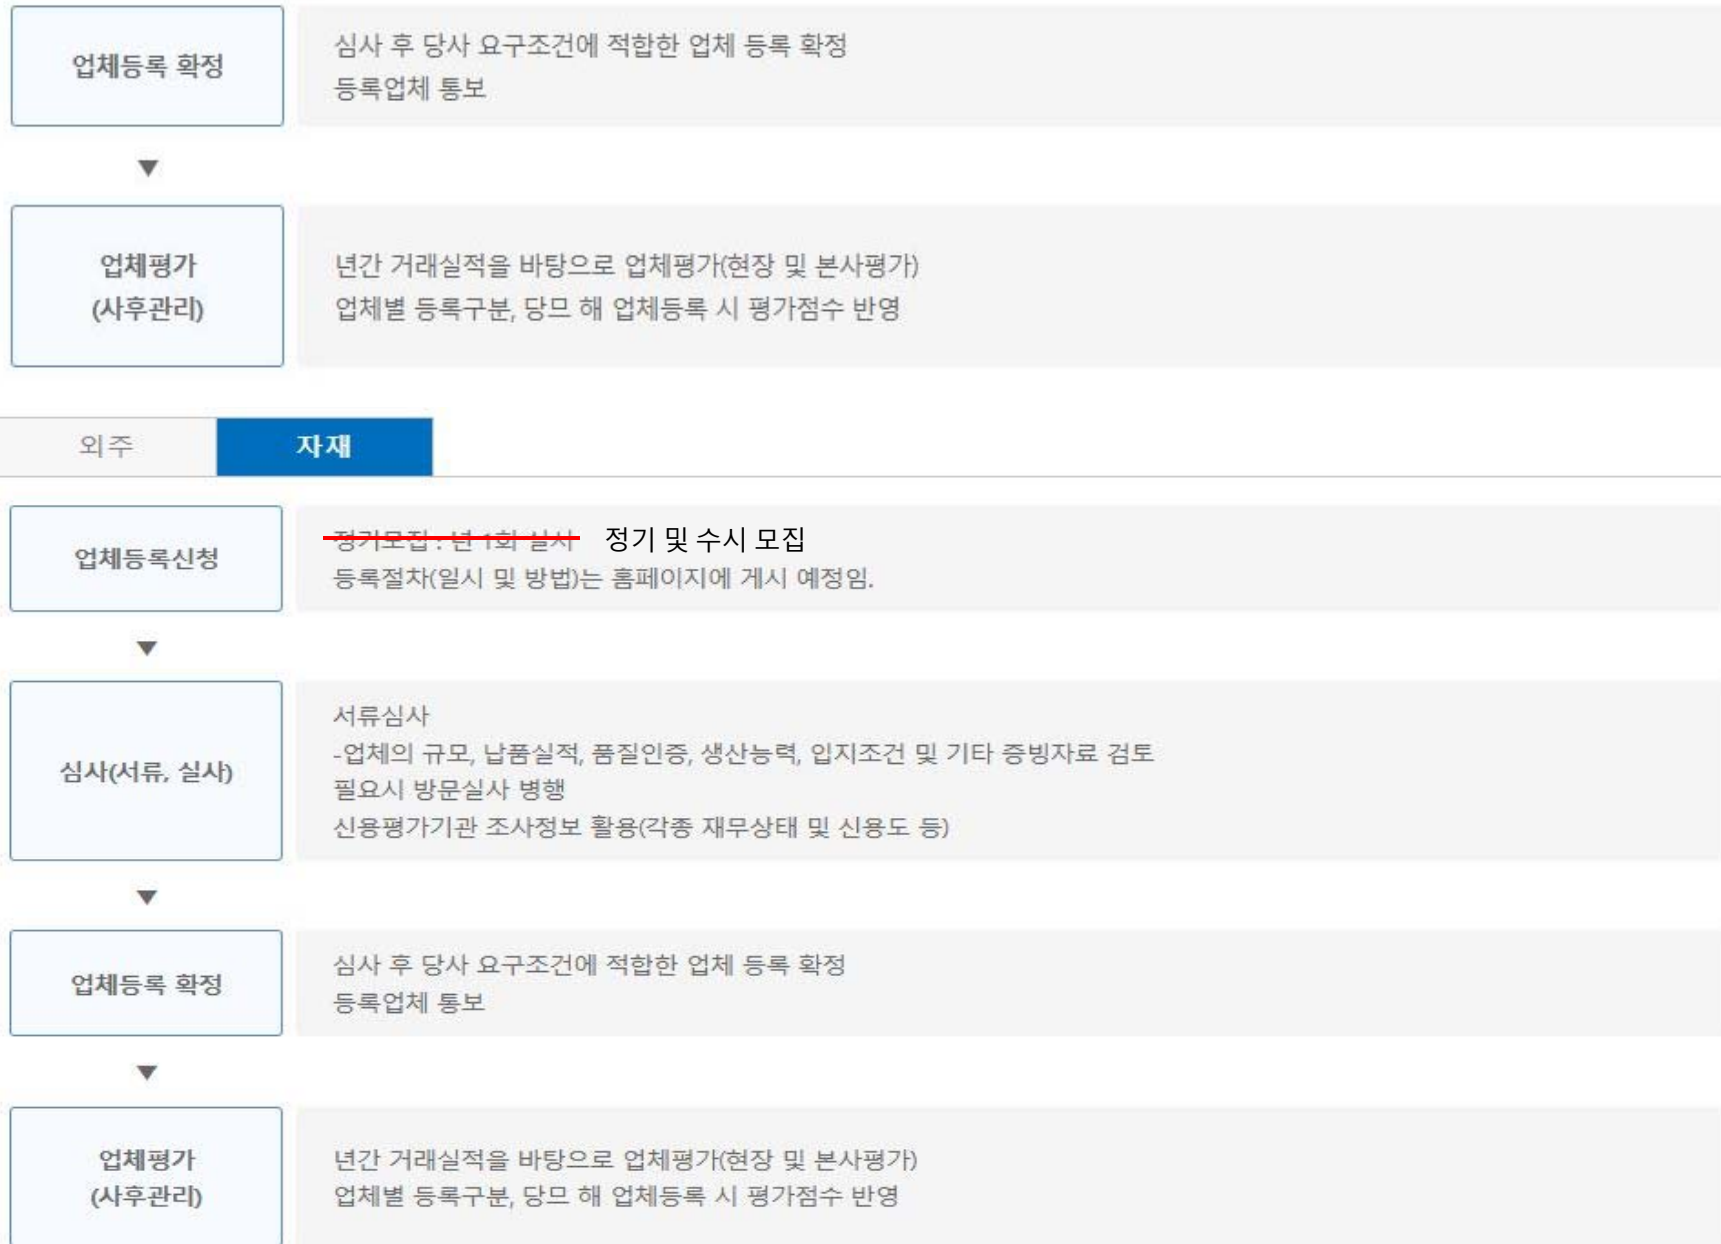 업체등록 확정
심사 후 당사 요구조건에 적합한 업체 등록 확정
등록업체 통보
▼
업체평가
(사후관리)
년간 거래실적을 바탕으로 업체평가(현장 및 본사평가)
업체별 등록구분, 당므 해 업체등록 시 평가점수 반영
외주
자재
업체등록신청
정기모집 : 년 1회 실시 정기 및 수시 모집
등록절차(일시 및 방법)는 홈페이지에 게시 예정임.
▼
심사(서류, 실사)
서류심사
-업체의 규모, 납품실적, 품질인증, 생산능력, 입지조건 및 기타 증빙자료 검토
필요시 방문실사 병행
신용평가기관 조사정보 활용(각종 재무상태 및 신용도 등)
▼
업체등록 확정
심사 후 당사 요구조건에 적합한 업체 등록 확정
등록업체 통보
▼
업체평가
(사후관리)
년간 거래실적을 바탕으로 업체평가(현장 및 본사평가)
업체별 등록구분, 당므 해 업체등록 시 평가점수 반영